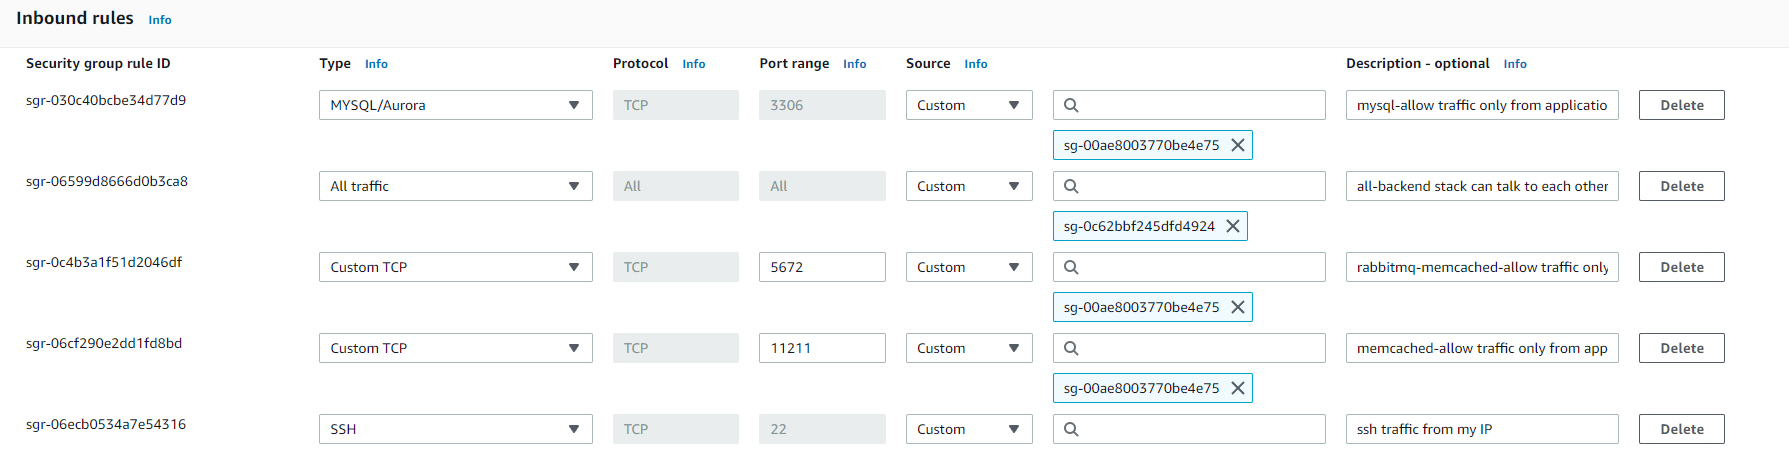 Inbound rules Info
Security group rule ID Type Info Protocol Info Port range Info Source Info Description - optional Info
sgr-030c40bcbe34d77d9 MYSQL/Aurora TCP 3306 Custom mysql-allow traffic only from applicatio Delete
sg-00ae8003770be4e75
sgr-06599d8666d0b3ca8 All traffic All All Custom all-backend stack can talk to each other Delete
sg-0c62bbf245dfd4924
sgr-0c4b3a1f51d2046df Custom TCP TCP 5672 Custom rabbitmq-memcached-allow traffic only Delete
sg-00ae8003770be4e75
sgr-06cf290e2dd1fd8bd Custom TCP TCP 11211 Custom memcached-allow traffic only from app Delete
sg-00ae8003770be4e75
sgr-06ecb0534a7e54316 SSH TCP 22 Custom ssh traffic from my IP Delete